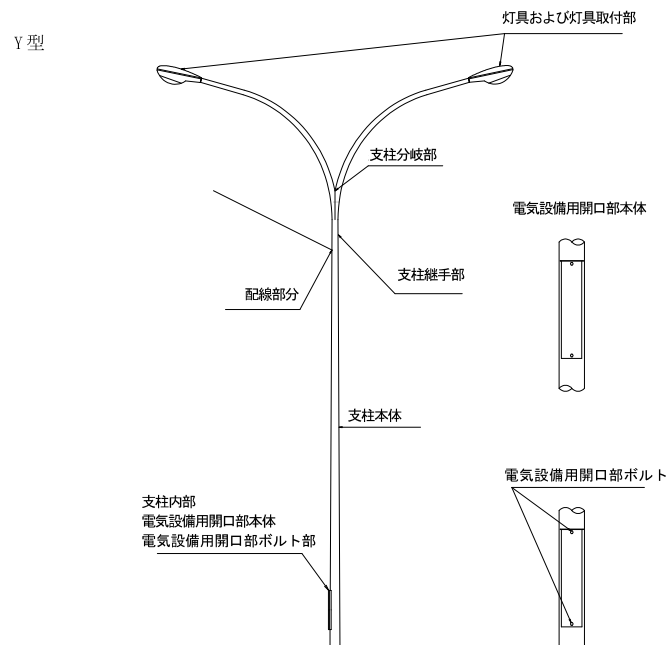 灯具および灯具取付部
Y型
支柱分岐部
電気設備用開口部本体
支柱継手部
配線部分
支柱本体
電気設備用開口部ボルト
支柱内部
電気設備用開口部本体
電気設備用開口部ボルト部